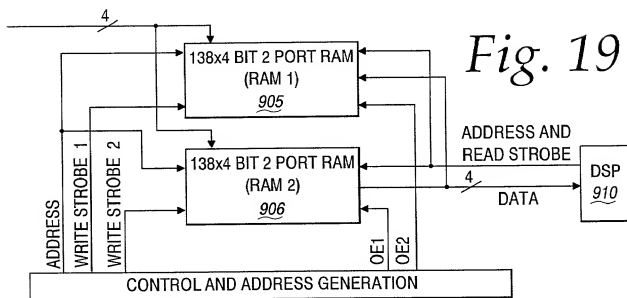 4
Fig. 19
138x4 BIT 2 PORT RAM
(RAM 1)
905
138x4 BIT 2 PORT RAM
(RAM 2)
906
ADDRESS AND
READ STROBE
4
DATA
DSP
910
ADDRESS
WRITE STROBE 1
WRITE STROBE 2
OE1
OE2
CONTROL AND ADDRESS GENERATION